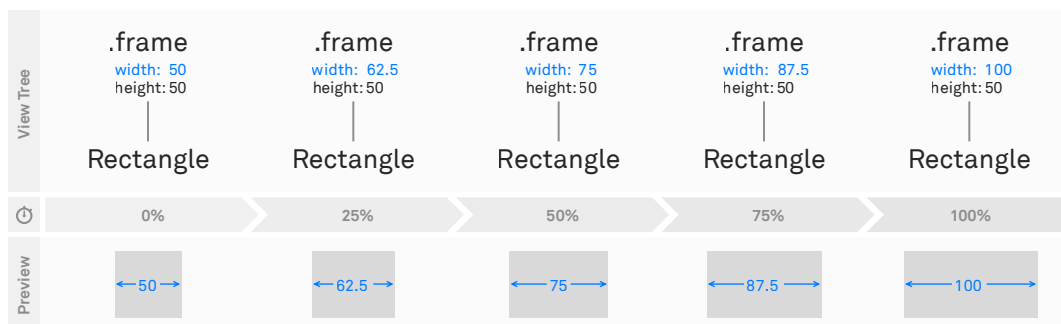 View Tree
.frame
width: 50
height: 50
Rectangle
.frame
width: 62.5
height: 50
Rectangle
.frame
width: 75
height: 50
Rectangle
.frame
width: 87.5
height: 50
Rectangle
.frame
width: 100
height: 50
Rectangle
0%
25%
50%
75%
100%
Preview
50
62.5
75
87.5
100